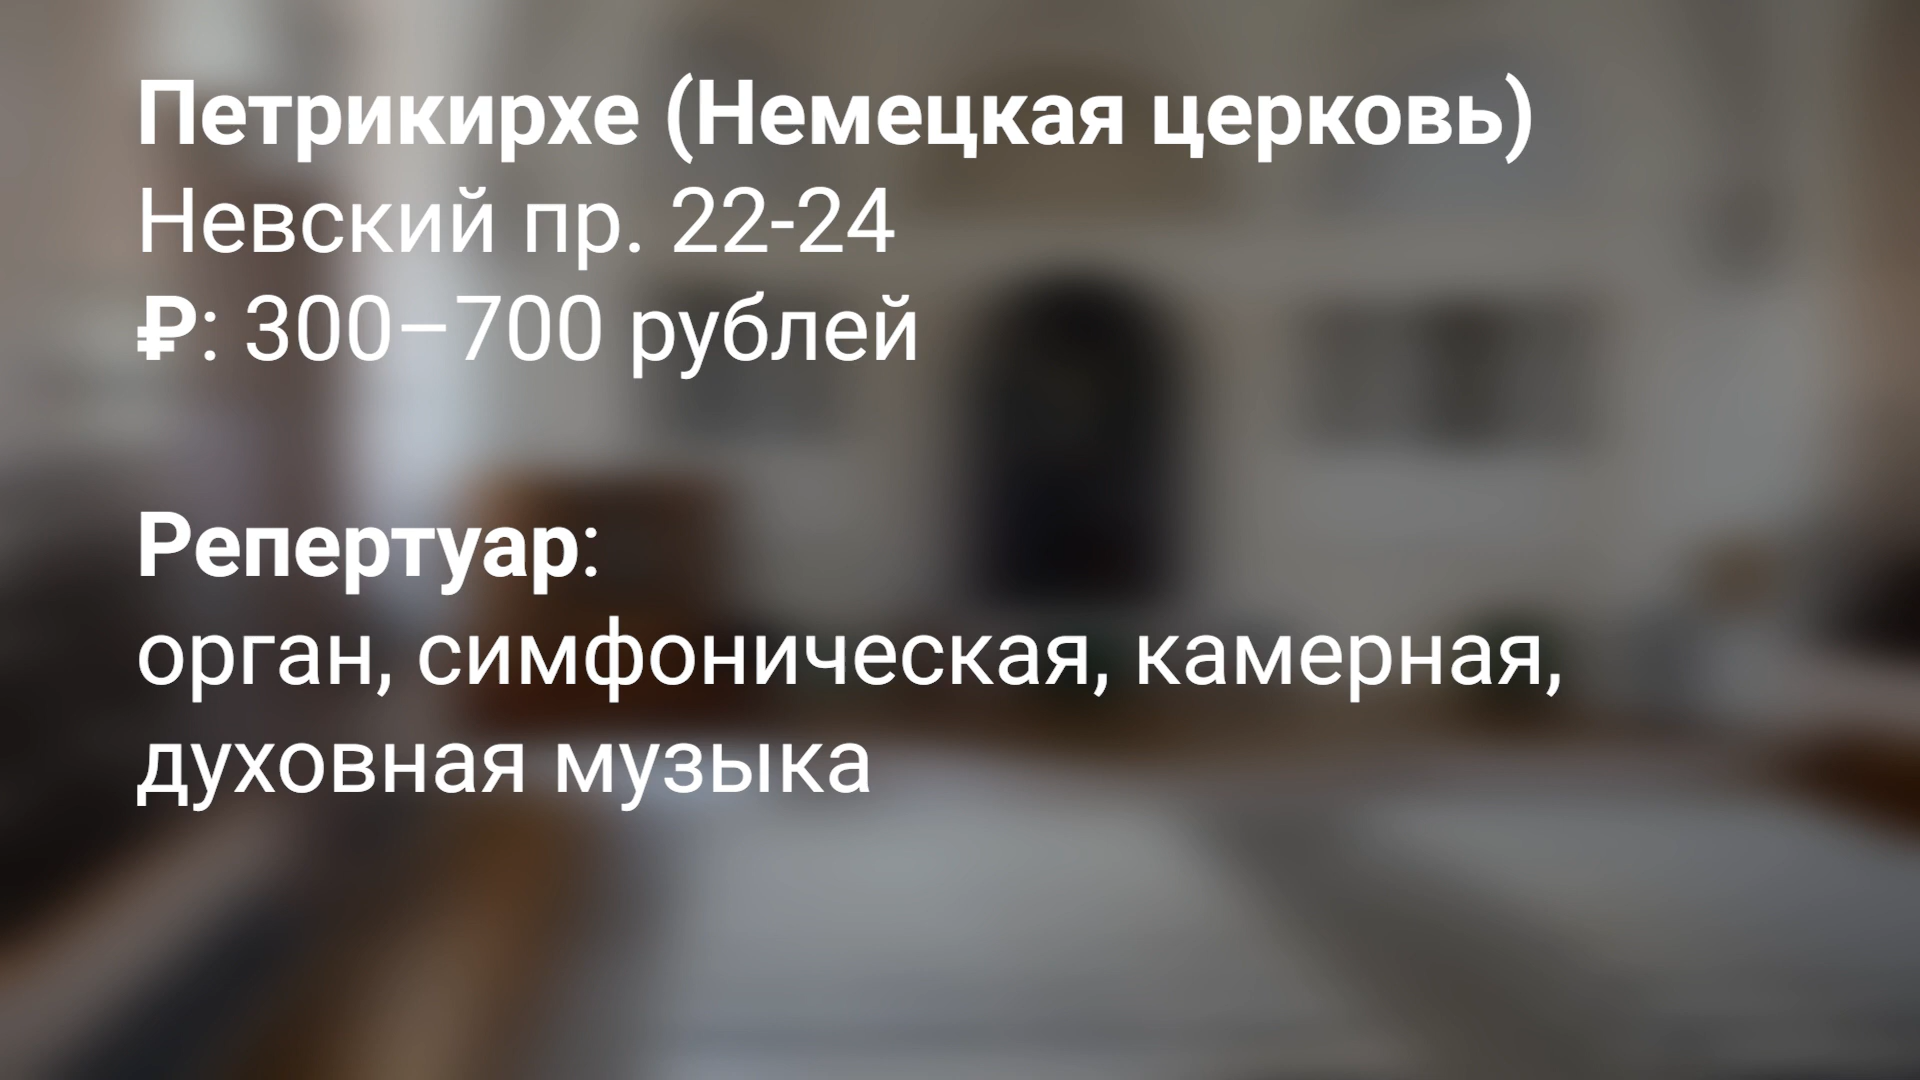 Петрикирхе (Немецкая церковь)
Невский пр. 22-24
₽: 300–700 рублей
Репертуар:
орган, симфоническая, камерная,
духовная музыка